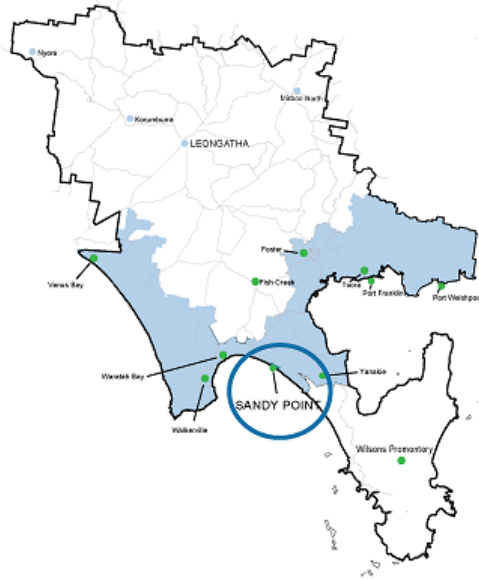 Nyora
Mirboo North
Korumburra
LEONGATHA
Foster
Venus Bay
Fish Creek
Toora
Port Franklin
Port Welshpool
Waratah Bay
Yanakie
SANDY POINT
Walkerville
Wilsons Promontory